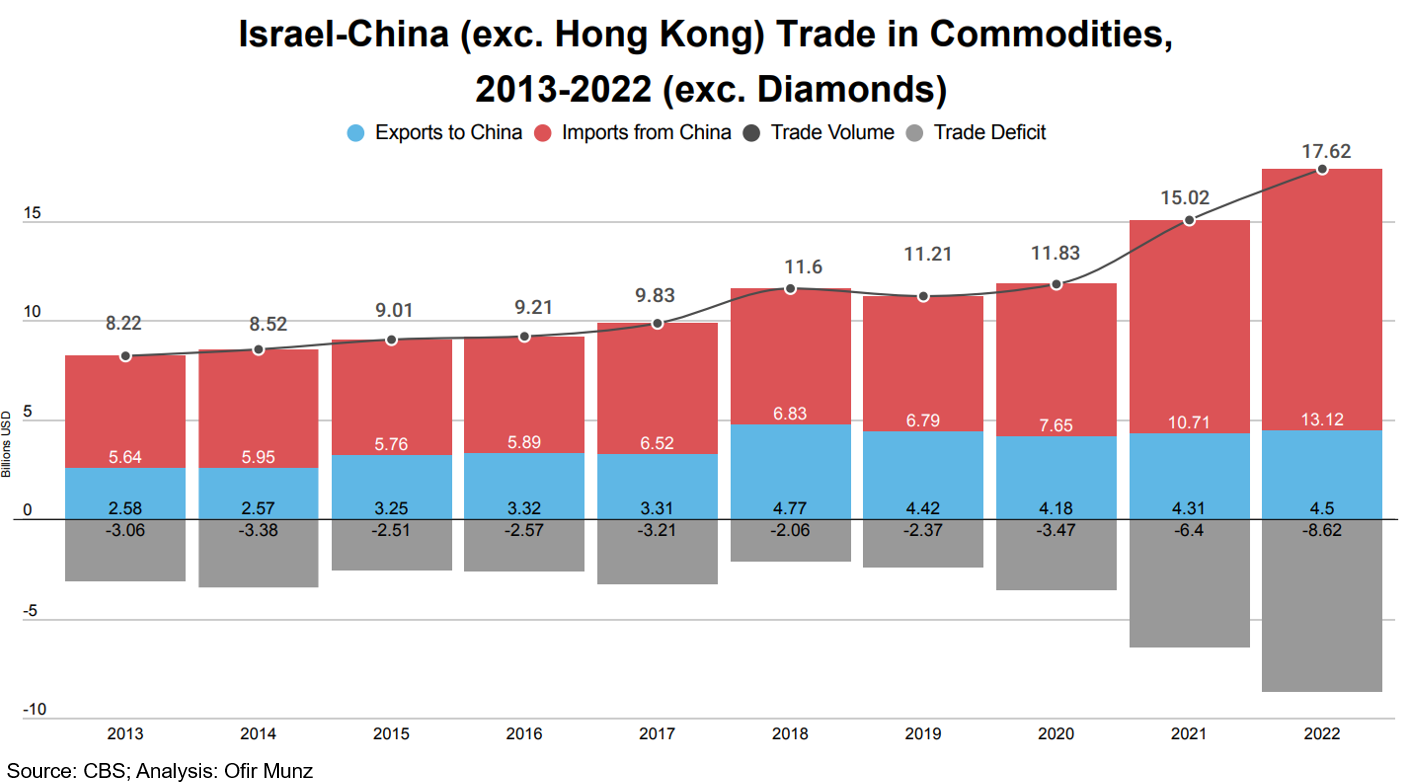 Israel-China (exc. Hong Kong) Trade in Commodities,
2013-2022 (exc. Diamonds)
Exports to China Imports from China Trade Volume Trade Deficit
17.62
15.02
15
11.6 11.21 11.83
9.83
9.21
9.01
8.52
8.22
10
5
6.83 6.79 7.65 10.71 13.12
5.64 5.95 5.76 5.89 6.52
Billions USD
0
2.58 2.57 3.25 3.32 3.31 4.77 4.42 4.18 4.31 4.5
-3.06 -3.38 -2.51 -2.57 -3.21 -2.06 -2.37 -3.47 -6.4 -8.62
-5
-10
2013 2014 2015 2016 2017 2018 2019 2020 2021 2022
Source: CBS; Analysis: Ofir Munz